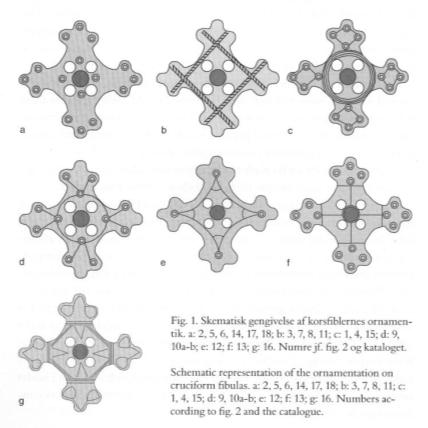 a
b
c
d
e
f
g
Fig. 1. Skematisk gengivelse af korsfiblernes ornamen-
tik. a: 2, 5, 6, 14, 17, 18; b: 3, 7, 8, 11; c: 1, 4, 15; d: 9,
10a-b; e: 12; f: 13; g: 16. Numre jf. fig. 2 og kataloget.
Schematic representation of the ornamentation on
cruciform fibulas. a: 2, 5, 6, 14, 17, 18; b: 3, 7, 8, 11; c:
1, 4, 15; d: 9, 10a-b; e: 12; f: 13; g: 16. Numbers ac-
cording to fig. 2 and the catalogue.